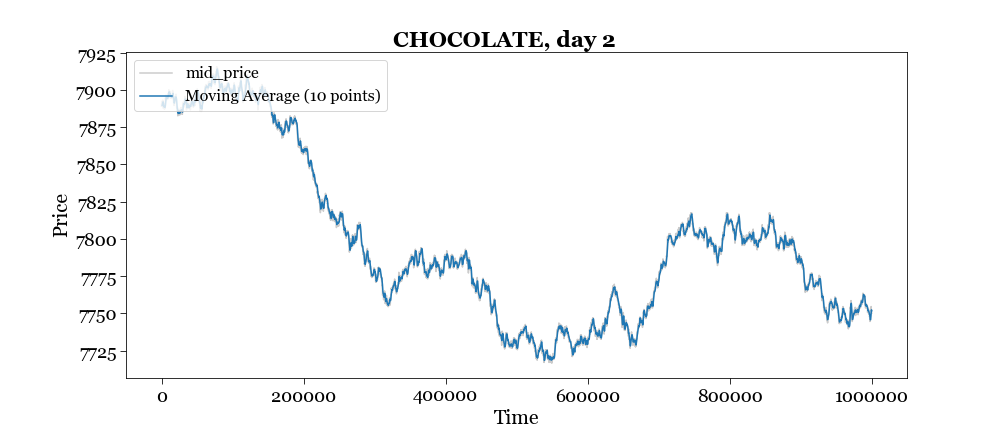 CHOCOLATE, day 2
7925
7900
7875
7850
7825
7800
7775
7750
7725
Price
mid_price
Moving Average (10 points)
0 200000 400000 600000 800000 1000000
Time